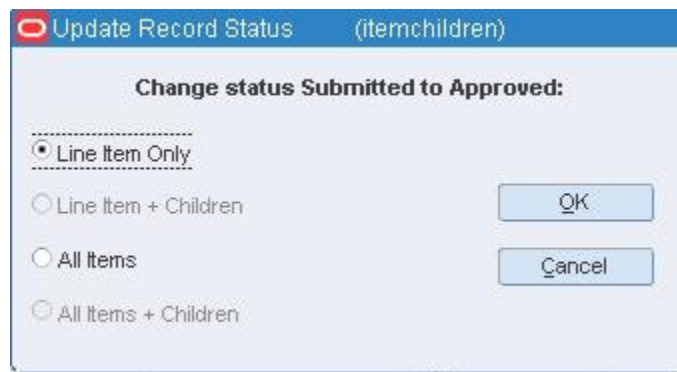 Update Record Status (itemchildren)
Change status Submitted to Approved:
Line Item Only
Line Item + Children
OK
All Items
Cancel
All Items + Children